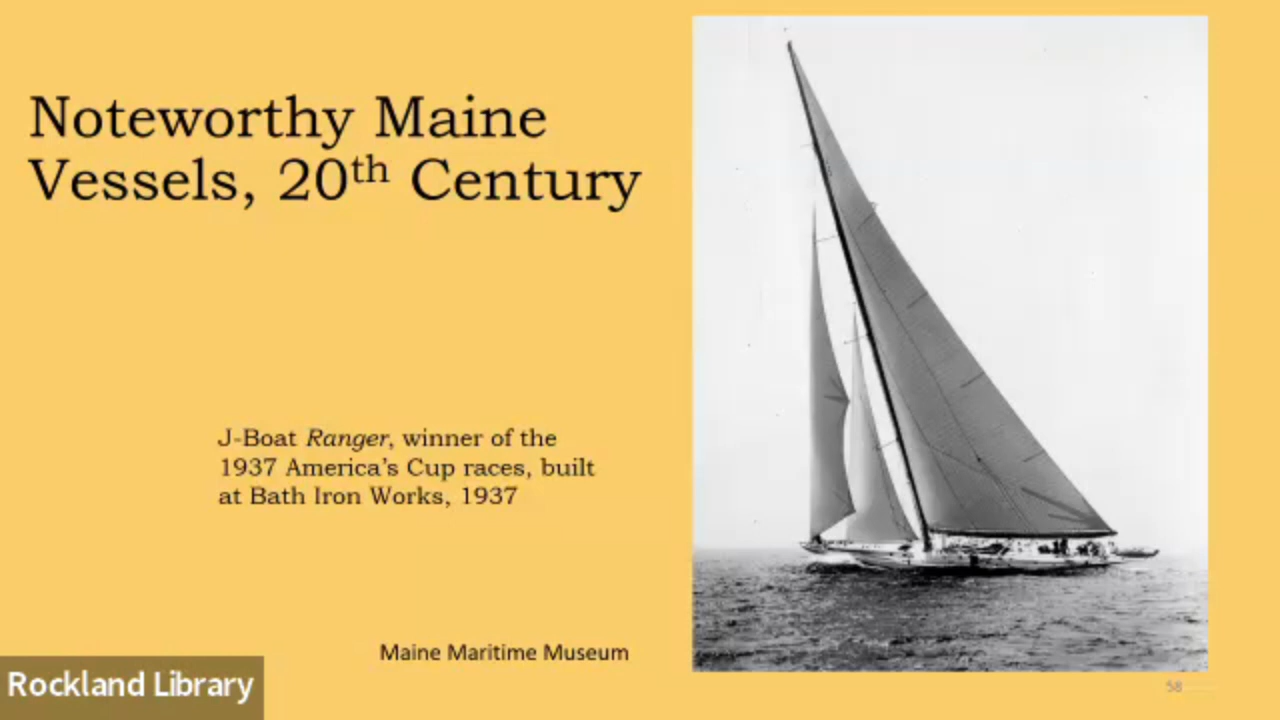 Noteworthy Maine
Vessels, 20th Century
J-Boat Ranger, winner of the
1937 America's Cup races, built
at Bath Iron Works, 1937
Maine Maritime Museum
Rockland Library
58